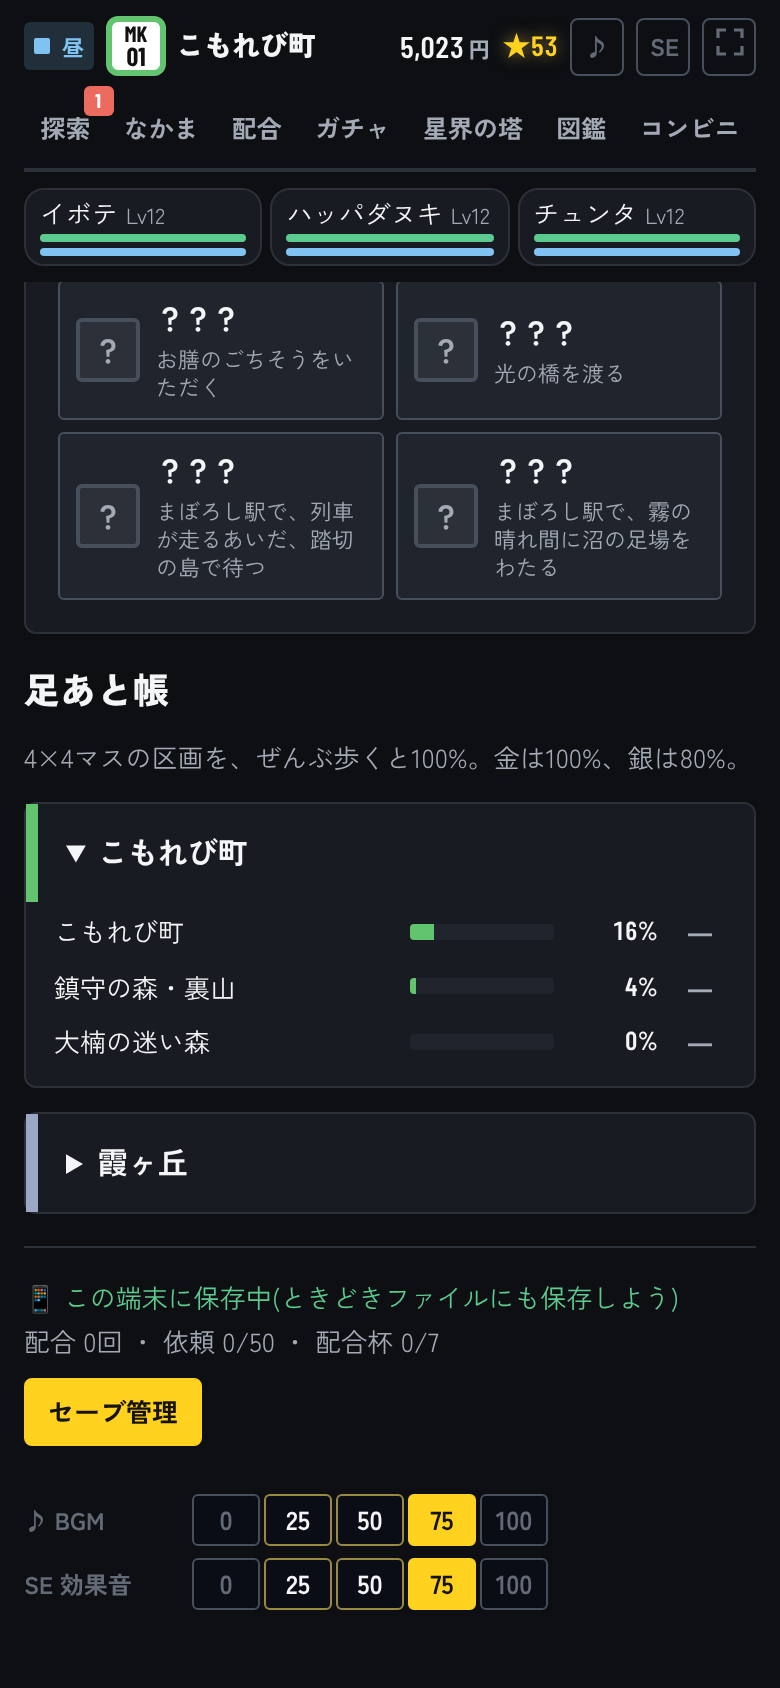 昼 MK 01 こもれび町 5,023 円 ★53 ♪ SE
1
探索 なかま 配合 ガチャ 星界の塔 図鑑 コンビニ
イボテ Lv12 ハッパダヌキ Lv12 チュンタ Lv12
? ？？？
お膳のごちそうをい
ただく
? ？？？
光の橋を渡る
? ？？？
まぼろし駅で、列車
が走るあいだ、踏切
の島で待つ
? ？？？
まぼろし駅で、霧の
晴れ間に沼の足場を
わたる
足あと帳
4×4マスの区画を、ぜんぶ歩くと100%。金は100%、銀は80%。
▼ こもれび町
こもれび町 16% —
鎮守の森・裏山 4% —
大楠の迷い森 0% —
▶ 霞ヶ丘
📱 この端末に保存中(ときどきファイルにも保存しよう)
配合 0回 ・ 依頼 0/50 ・ 配合杯 0/7
セーブ管理
♪ BGM 0 25 50 75 100
SE 効果音 0 25 50 75 100